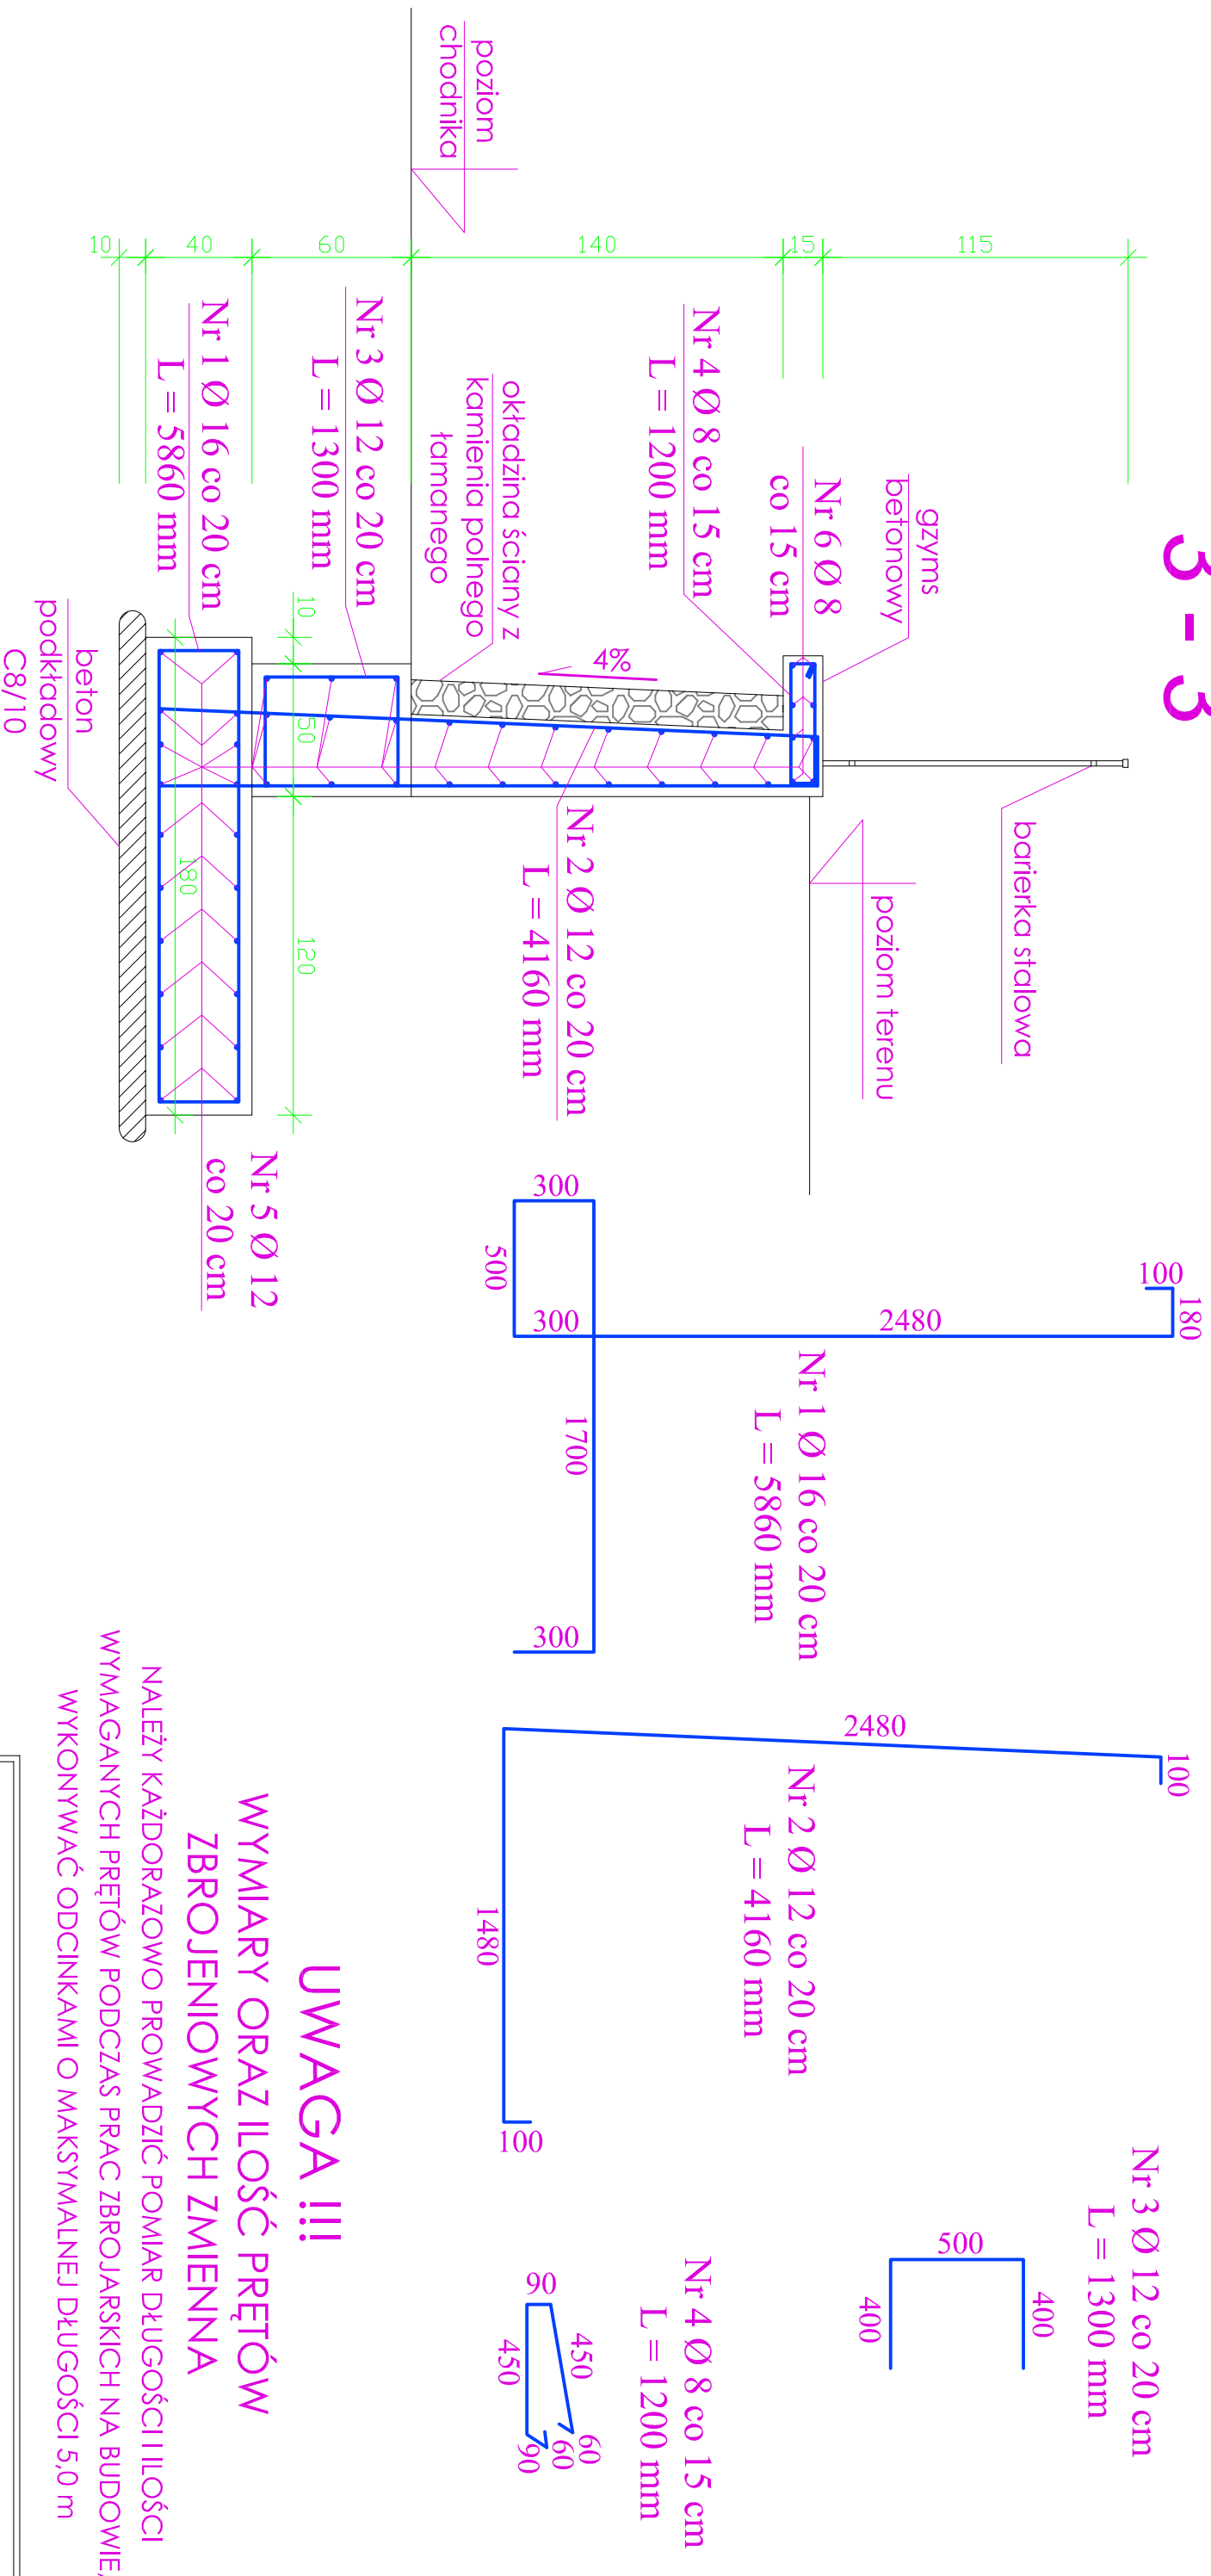 3 - 3
115
15
140
60
40
10
poziom
chodnika
gzyms
betonowy
Nr 6 Ø 8
co 15 cm
Nr 4 Ø 8 co 15 cm
L = 1200 mm
okładzina ściany z
kamienia polnego
łamanego
Nr 3 Ø 12 co 20 cm
L = 1300 mm
Nr 1 Ø 16 co 20 cm
L = 5860 mm
4%
10
50
120
180
beton
podkładowy
C8/10
barierka stalowa
poziom terenu
Nr 2 Ø 12 co 20 cm
L = 4160 mm
Nr 5 Ø 12
co 20 cm
100
180
2480
300
300
500
1700
300
Nr 1 Ø 16 co 20 cm
L = 5860 mm
100
2480
1480
100
Nr 2 Ø 12 co 20 cm
L = 4160 mm
Nr 3 Ø 12 co 20 cm
L = 1300 mm
500
400
400
Nr 4 Ø 8 co 15 cm
L = 1200 mm
90
450
450
60
60
90
UWAGA !!!
WYMIARY ORAZ ILOŚĆ PRĘTÓW
ZBROJENIOWYCH ZMIENNA
NALEŻY KAŻDORAZOWO PROWADZIĆ POMIAR DŁUGOŚCI I ILOŚCI
WYMAGANYCH PRĘTÓW PODCZAS PRAC ZBROJARSKICH NA BUDOWIE,
WYKONYWAĆ ODCINKAMI O MAKSYMALNEJ DŁUGOŚCI 5,0 m